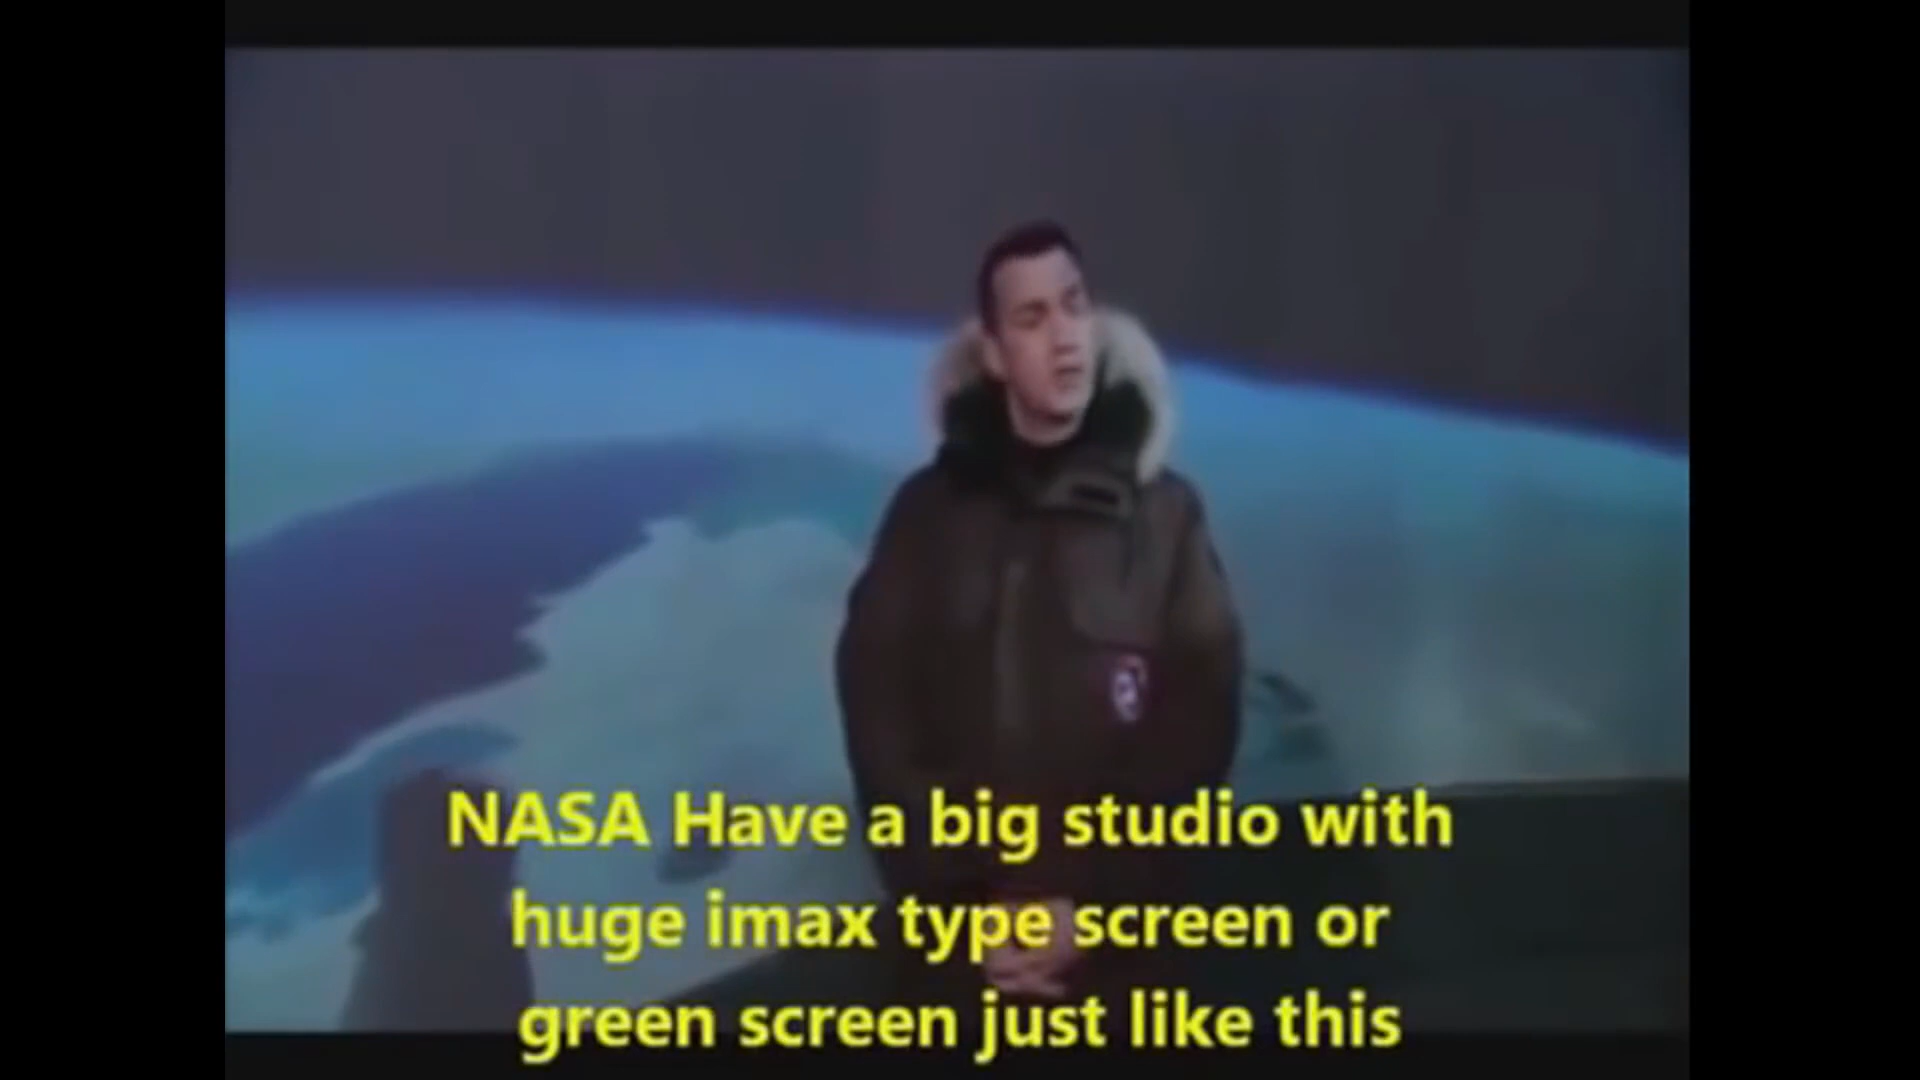 NASA Have a big studio with
huge imax type screen or
green screen just like this